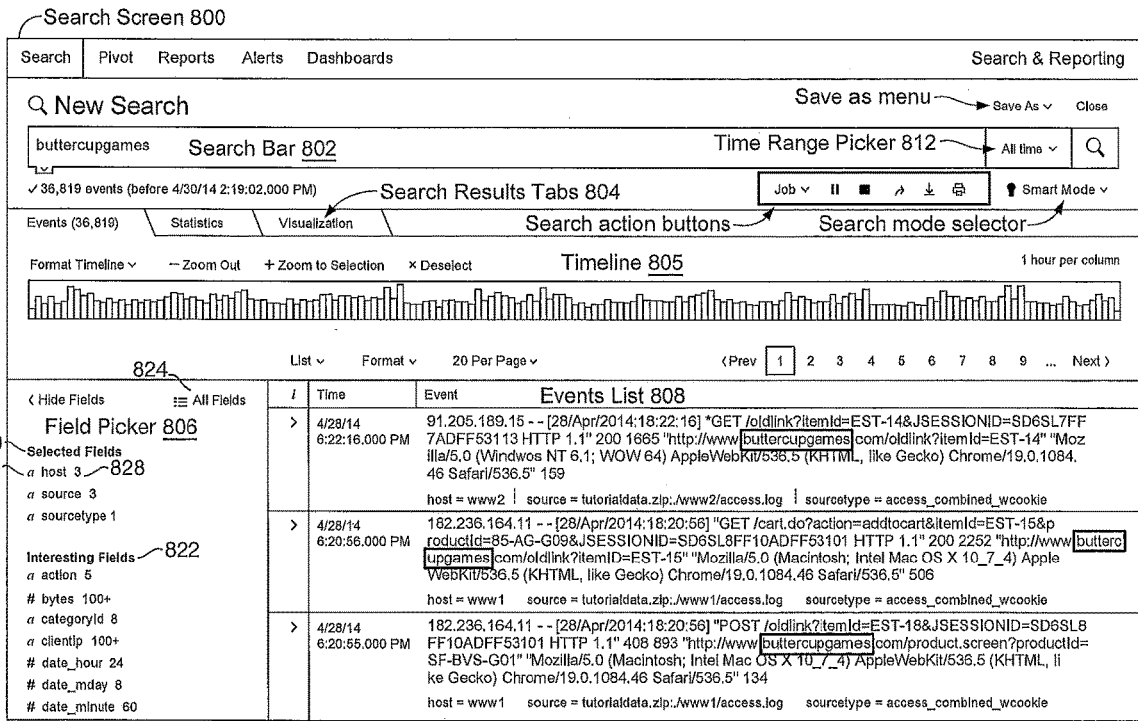 Search Screen 800
Search Pivot Reports Alerts Dashboards Search & Reporting
New Search Save as menu Save As Close
buttercupgames Search Bar 802 Time Range Picker 812 All time
✓ 36,819 events (before 4/30/14 2:19:02,000 PM) Search Results Tabs 804 Job Smart Mode
Events (36,819) Statistics Visualization Search action buttons Search mode selector
Format Timeline — Zoom Out + Zoom to Selection × Deselect Timeline 805 1 hour per column
List Format 20 Per Page < Prev 1 2 3 4 5 6 7 8 9 ... Next >
824
< Hide Fields All Fields
Field Picker 806
Selected Fields
a host 3 828
a source 3
a sourcetype 1
Interesting Fields 822
a action 5
# bytes 100+
a categoryId 8
a clientip 100+
# date_hour 24
# date_mday 8
# date_minute 60
i Time Event Events List 808
> 4/28/14
6:22:16.000 PM
91.205.189.15 - - [28/Apr/2014:18:22:16] "GET /oldlink?itemId=EST-14&JSESSIONID=SD6SL7FF
7ADFF53113 HTTP 1.1" 200 1665 "http://www.buttercupgames.com/oldlink?itemId=EST-14" "Moz
illa/5.0 (Windwos NT 6.1; WOW 64) AppleWebKit/536.5 (KHTML, like Gecko) Chrome/19.0.1084.
46 Safari/536.5" 159
host = www2 | source = tutorialdata.zip:./www2/access.log | sourcetype = access_combined_wcookie
> 4/28/14
6:20:56.000 PM
182.236.164.11 - - [28/Apr/2014:18:20:56] "GET /cart.do?action=addtocart&itemId=EST-15&p
roductId=85-AG-G09&JSESSIONID=SD6SL8FF10ADFF53101 HTTP 1.1" 200 2252 "http://www.butterc
upgames.com/oldlink?itemID=EST-15" "Mozilla/5.0 (Macintosh; Intel Mac OS X 10_7_4) Apple
WebKit/536.5 (KHTML, like Gecko) Chrome/19.0.1084.46 Safari/536.5" 506
host = www1 source = tutorialdata.zip:./www1/access.log sourcetype = access_combined_wcookie
> 4/28/14
6:20:55.000 PM
182.236.164.11 - - [28/Apr/2014:18:20:56] "POST /oldlink?itemId=EST-18&JSESSIONID=SD6SL8
FF10ADFF53101 HTTP 1.1" 408 893 "http://www.buttercupgames.com/product.screen?productId=
SF-BVS-G01" "Mozilla/5.0 (Macintosh; Intel Mac OS X 10_7_4) AppleWebKit/536.5 (KHTML, li
ke Gecko) Chrome/19.0.1084.46 Safari/536.5" 134
host = www1 source = tutorialdata.zip:./www1/access.log sourcetype = access_combined_wcookie